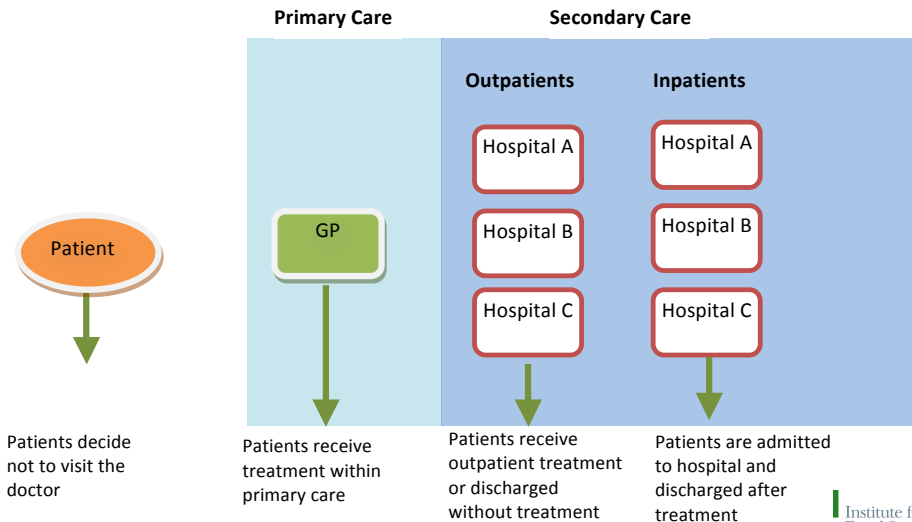 Primary Care
Secondary Care
Outpatients
Inpatients
Hospital A
Hospital A
Patient
GP
Hospital B
Hospital B
Hospital C
Hospital C
Patients decide
not to visit the
doctor
Patients receive
treatment within
primary care
Patients receive
outpatient treatment
or discharged
without treatment
Patients are admitted
to hospital and
discharged after
treatment
Institute f